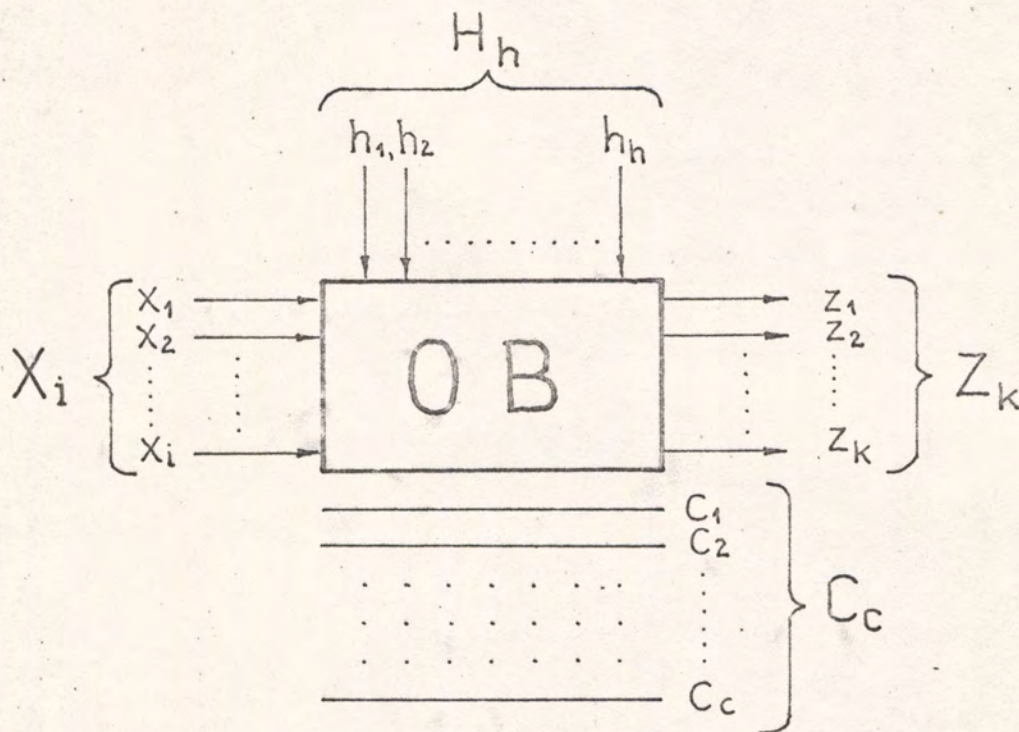 H_h
h_1, h_2 h_h
. . . . . . . . . . .
x_1 z_1
x_2 z_2
X_i O B Z_k
x_i z_k
C_1
C_2
C_c
C_c